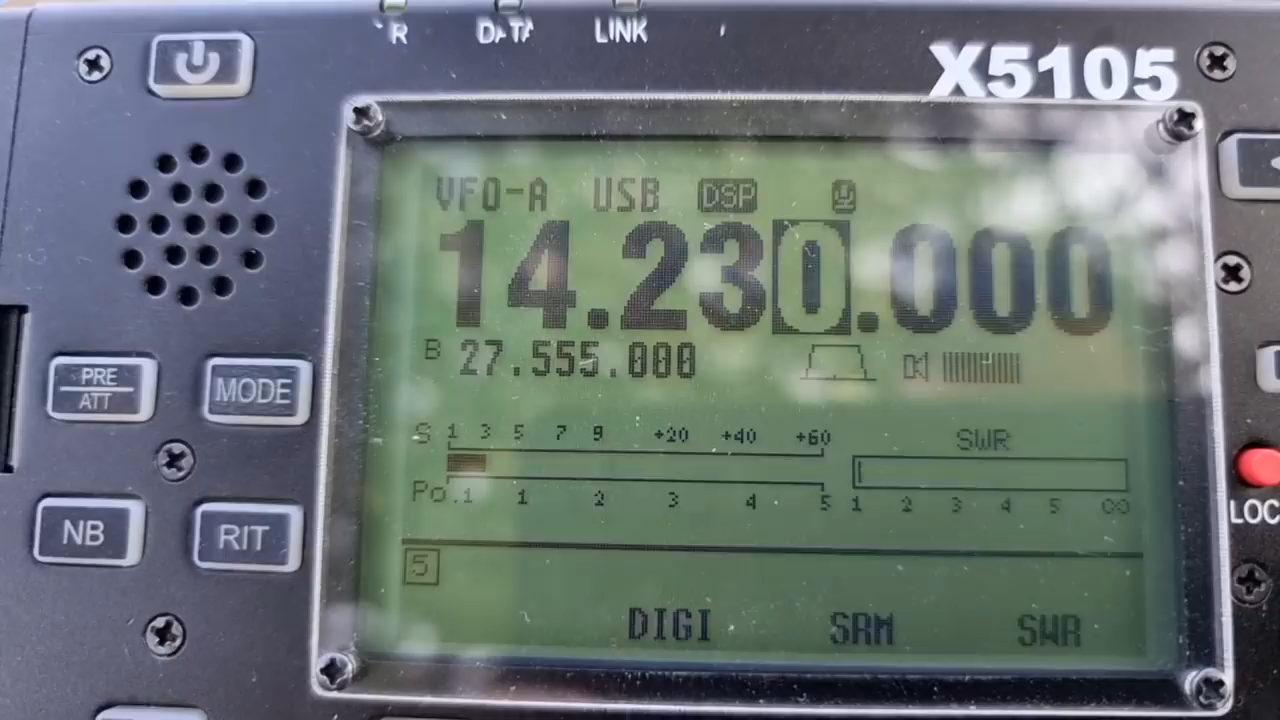 DATA LINK
X5105
VFO-A USB DSP
14.230.000
B 27.555.000
PRE
ATT
MODE
S 1 3 5 7 9 +20 +40 +60
SWR
Po .1 1 2 3 4 5
1 2 3 4 5 ∞
NB
RIT
LOC
5
DIGI SRM SWR